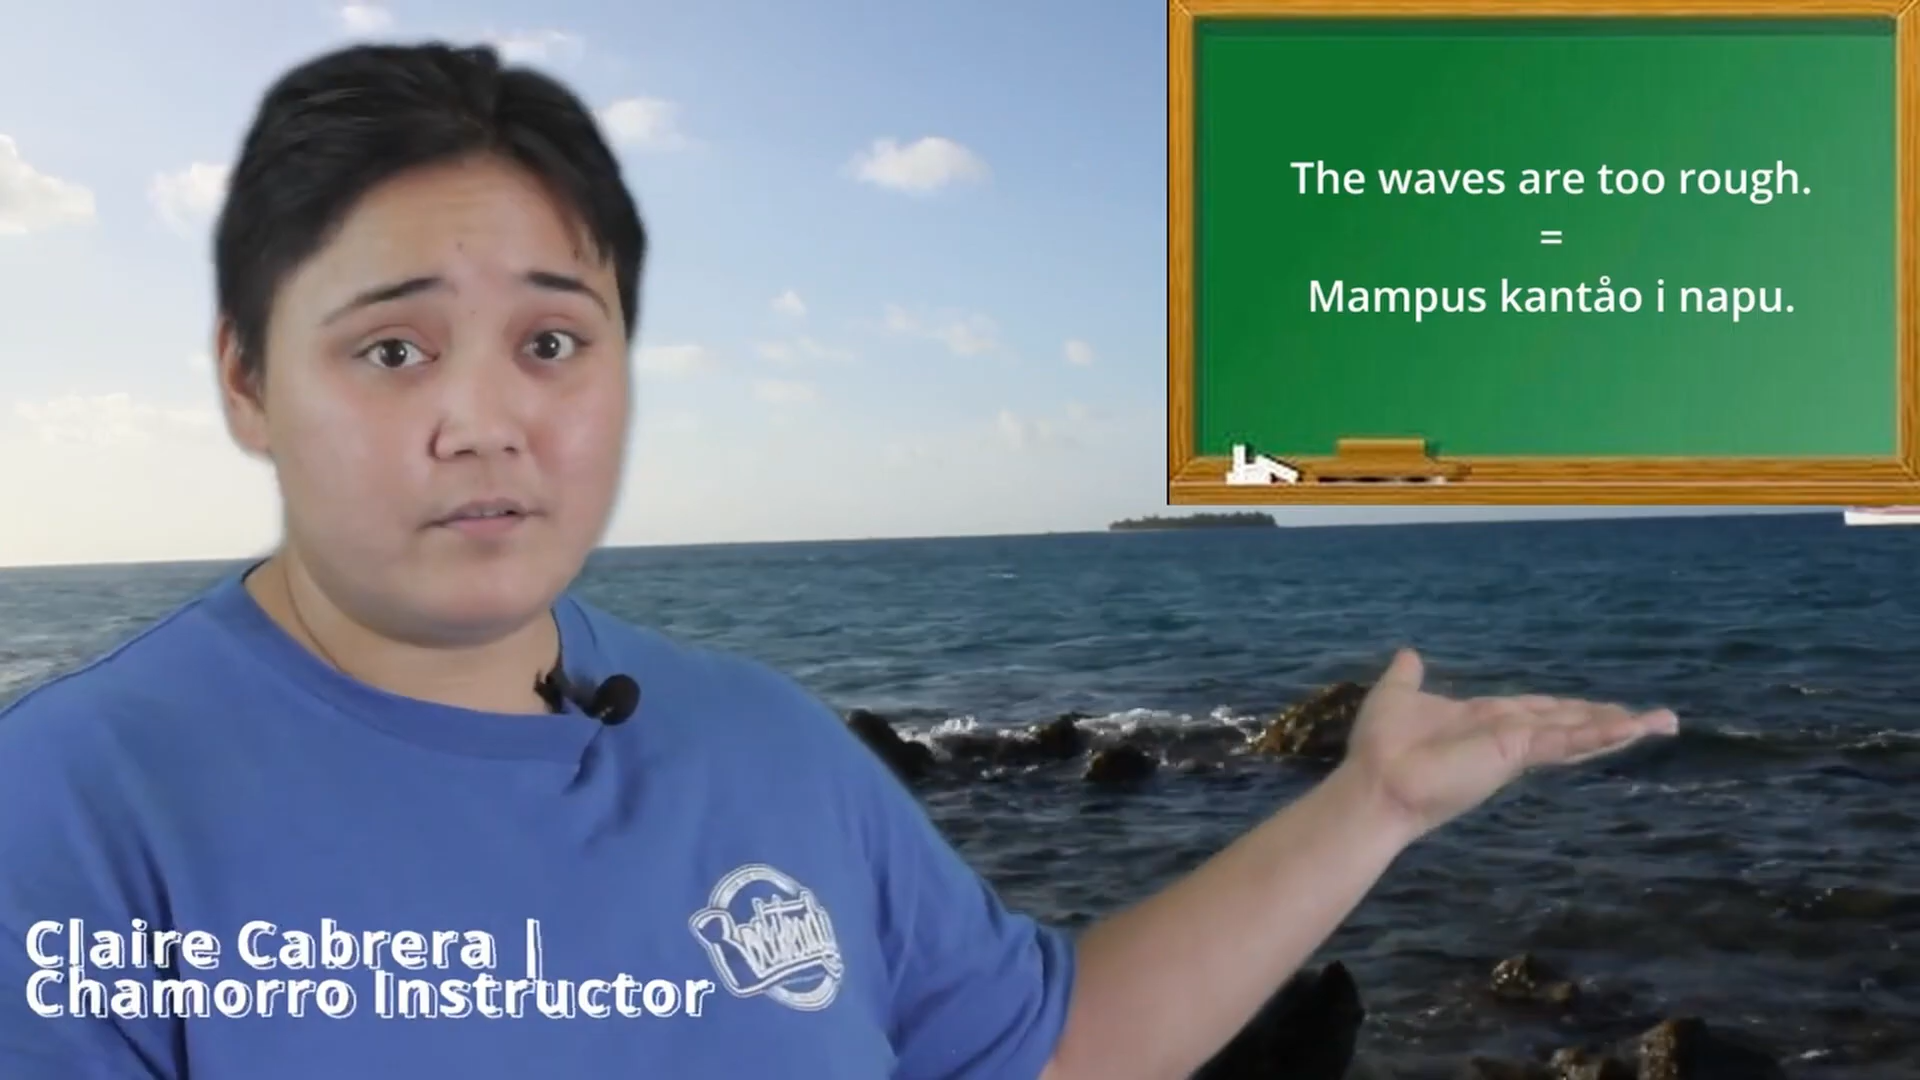 The waves are too rough.
=
Mampus kantåo i napu.
Claire Cabrera |
Chamorro Instructor